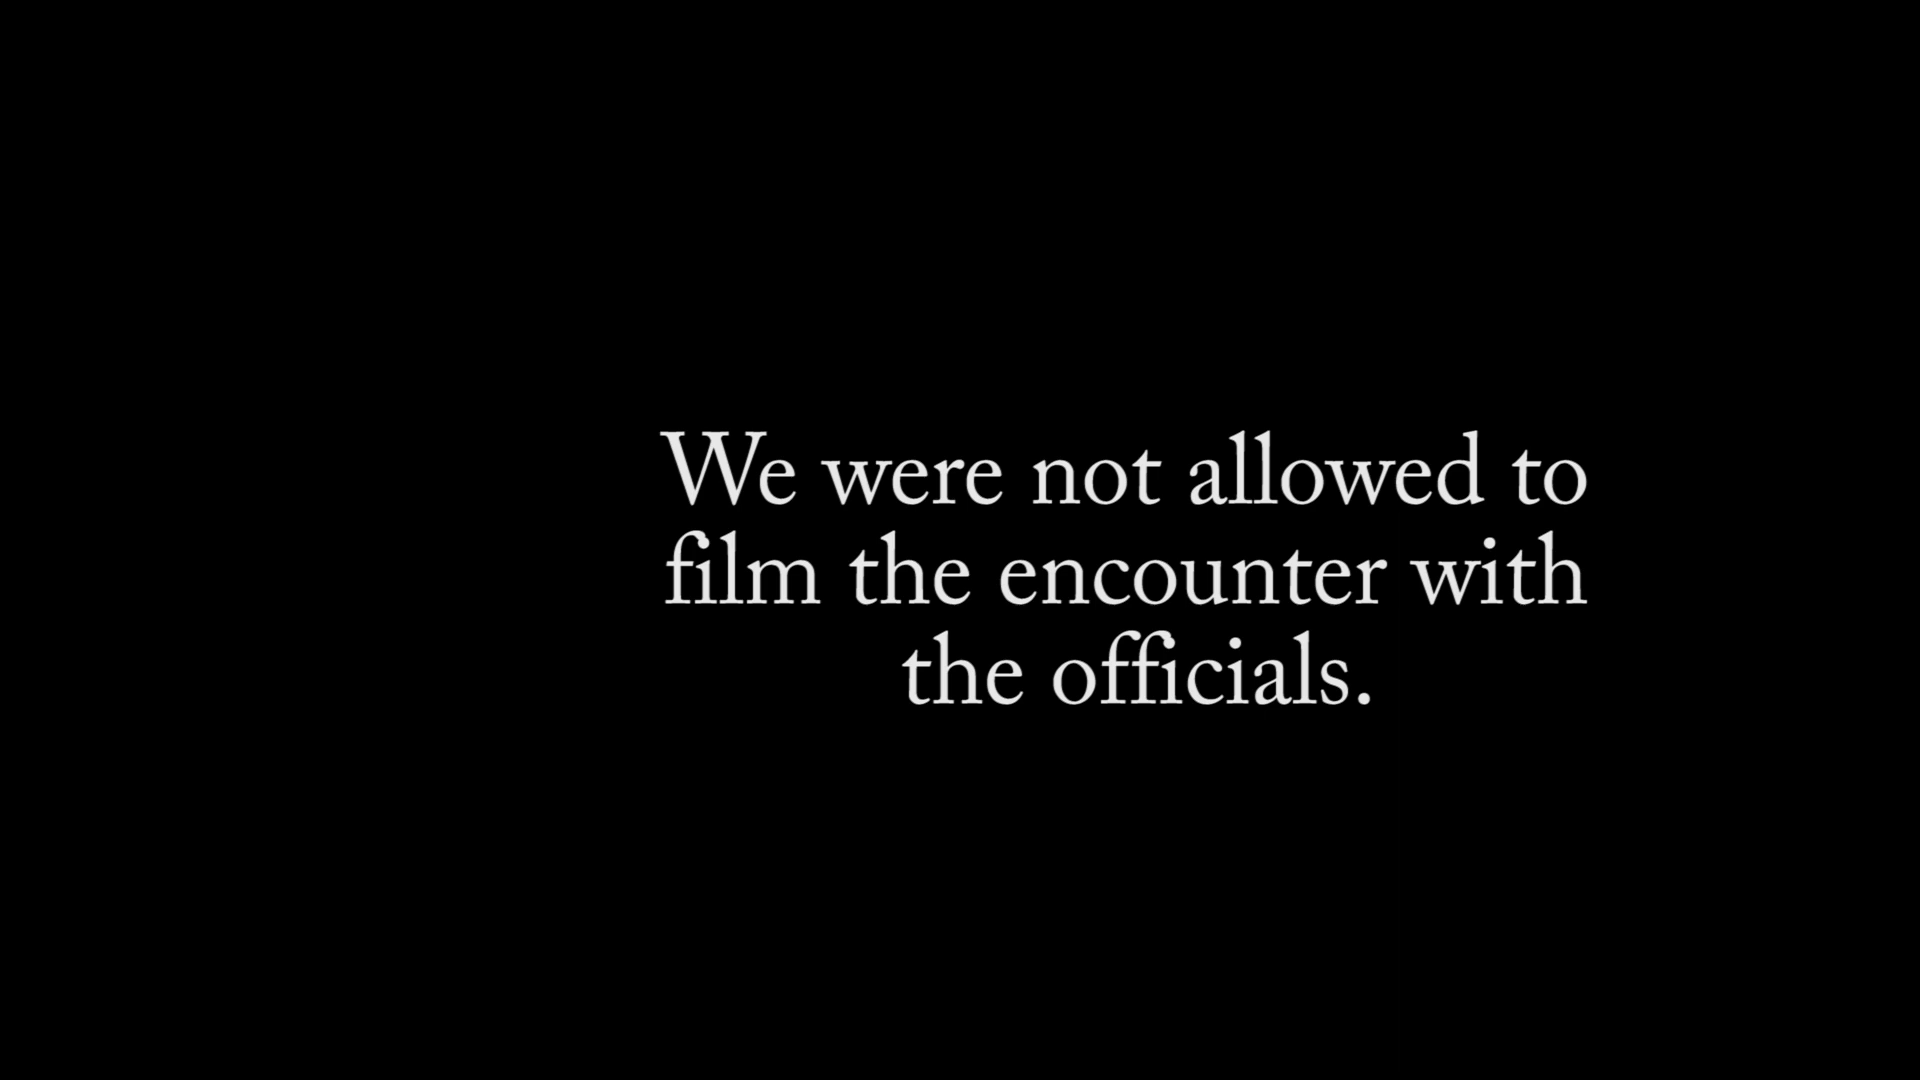 We were not allowed to
film the encounter with
the officials.